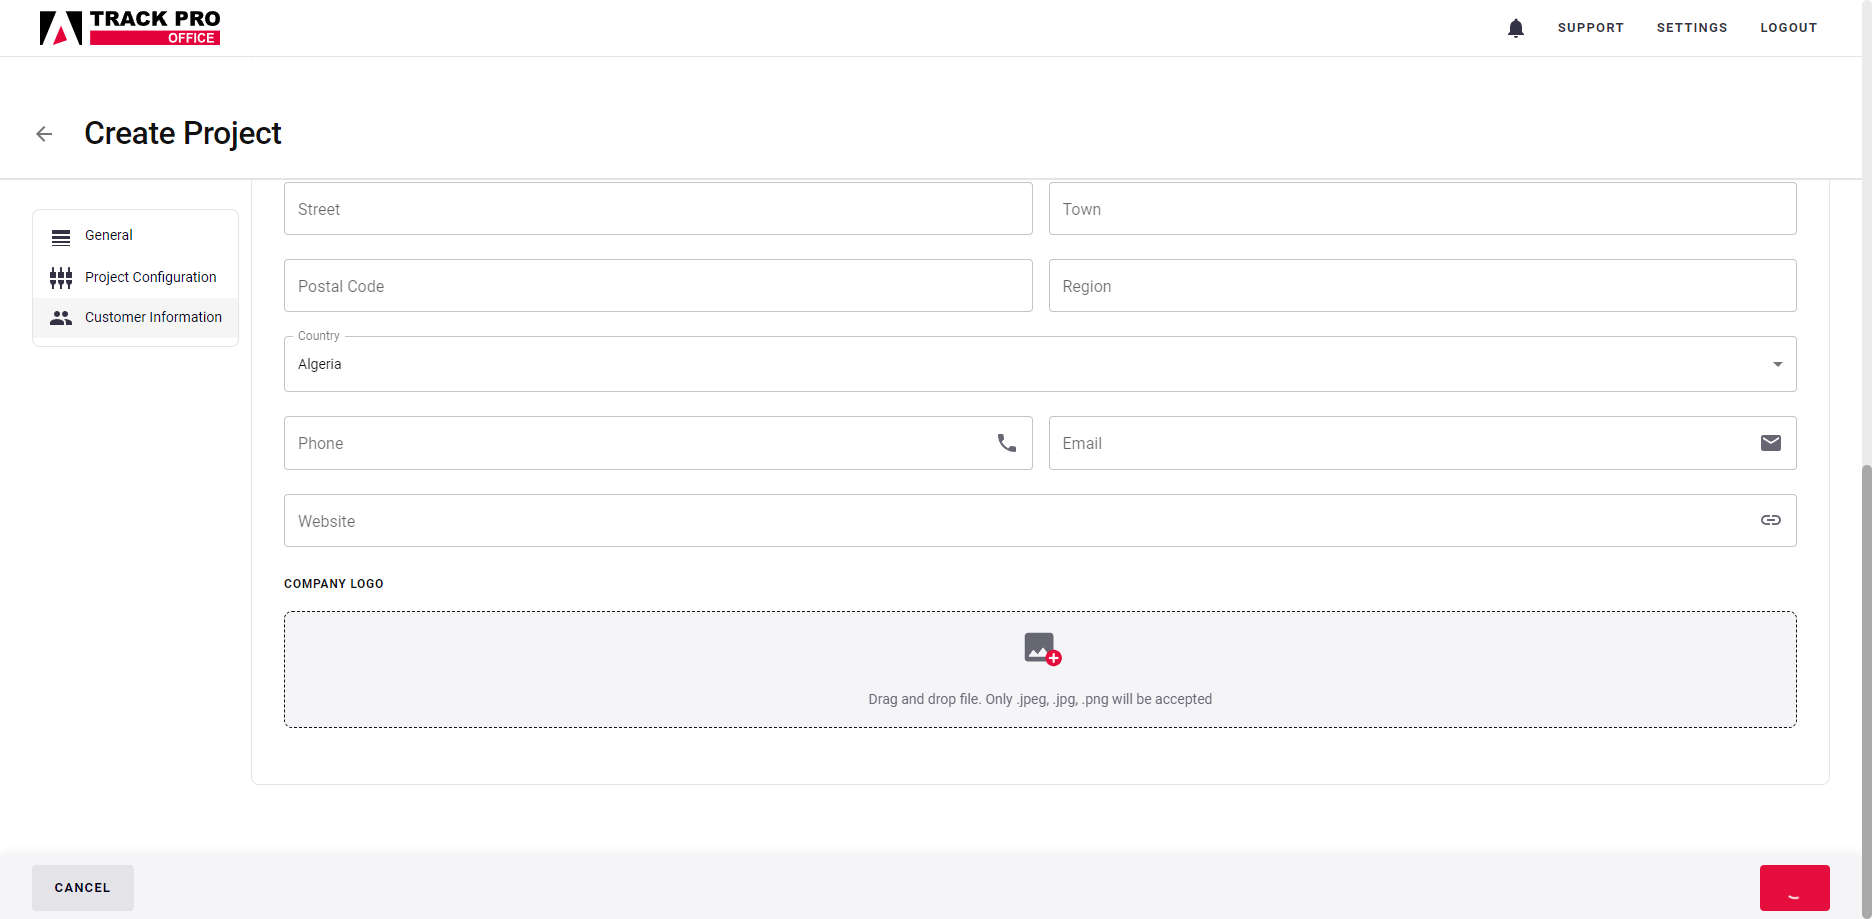 TRACK PRO
OFFICE
SUPPORT
SETTINGS
LOGOUT
Create Project
General
Project Configuration
Customer Information
Street
Town
Postal Code
Region
Country
Algeria
Phone
Email
Website
COMPANY LOGO
Drag and drop file. Only .jpeg, .jpg, .png will be accepted
CANCEL